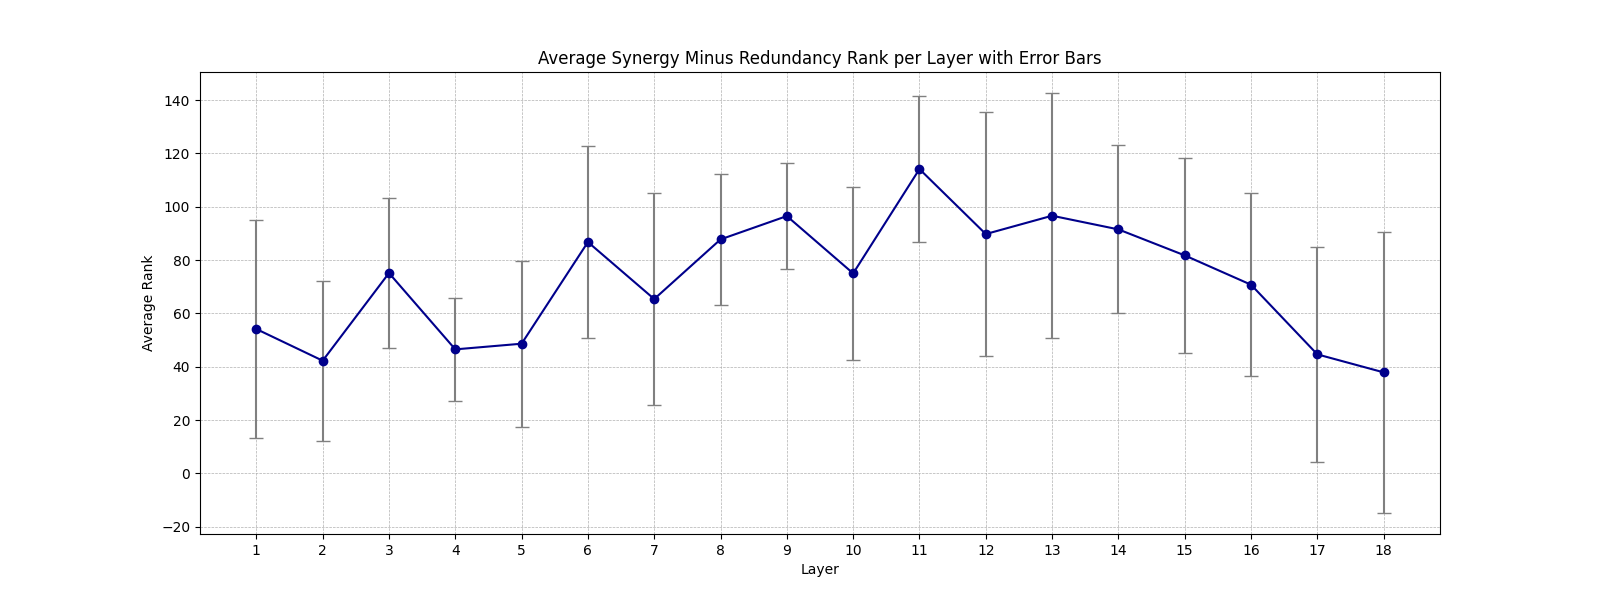 Average Synergy Minus Redundancy Rank per Layer with Error Bars
Average Rank
140
120
100
80
60
40
20
0
−20
1 2 3 4 5 6 7 8 9 10 11 12 13 14 15 16 17 18
Layer